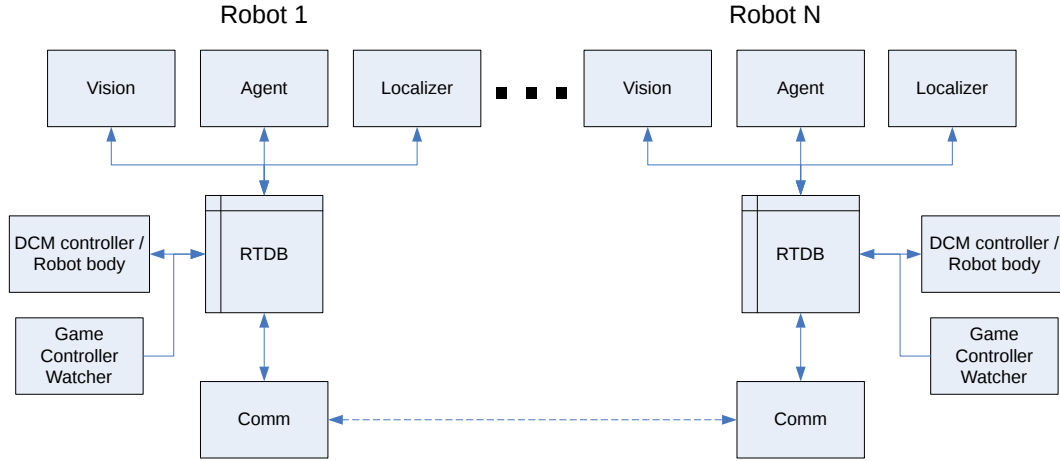 Robot 1
Robot N
Vision
Agent
Localizer
Vision
Agent
Localizer
DCM controller /
Robot body
RTDB
RTDB
DCM controller /
Robot body
Game
Controller
Watcher
Game
Controller
Watcher
Comm
Comm